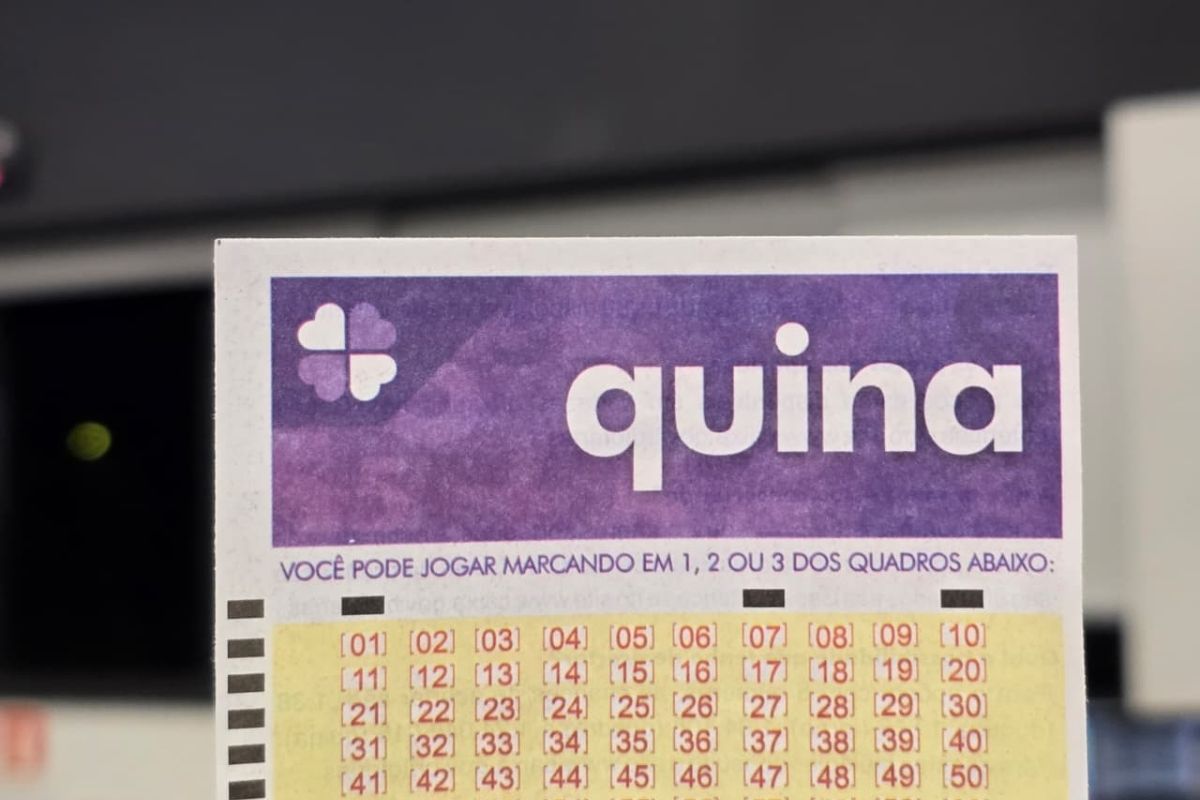 quina
VOCÊ PODE JOGAR MARCANDO EM 1, 2 OU 3 DOS QUADROS ABAIXO:
[01] [02] [03] [04] [05] [06] [07] [08] [09] [10]
[11] [12] [13] [14] [15] [16] [17] [18] [19] [20]
[21] [22] [23] [24] [25] [26] [27] [28] [29] [30]
[31] [32] [33] [34] [35] [36] [37] [38] [39] [40]
[41] [42] [43] [44] [45] [46] [47] [48] [49] [50]